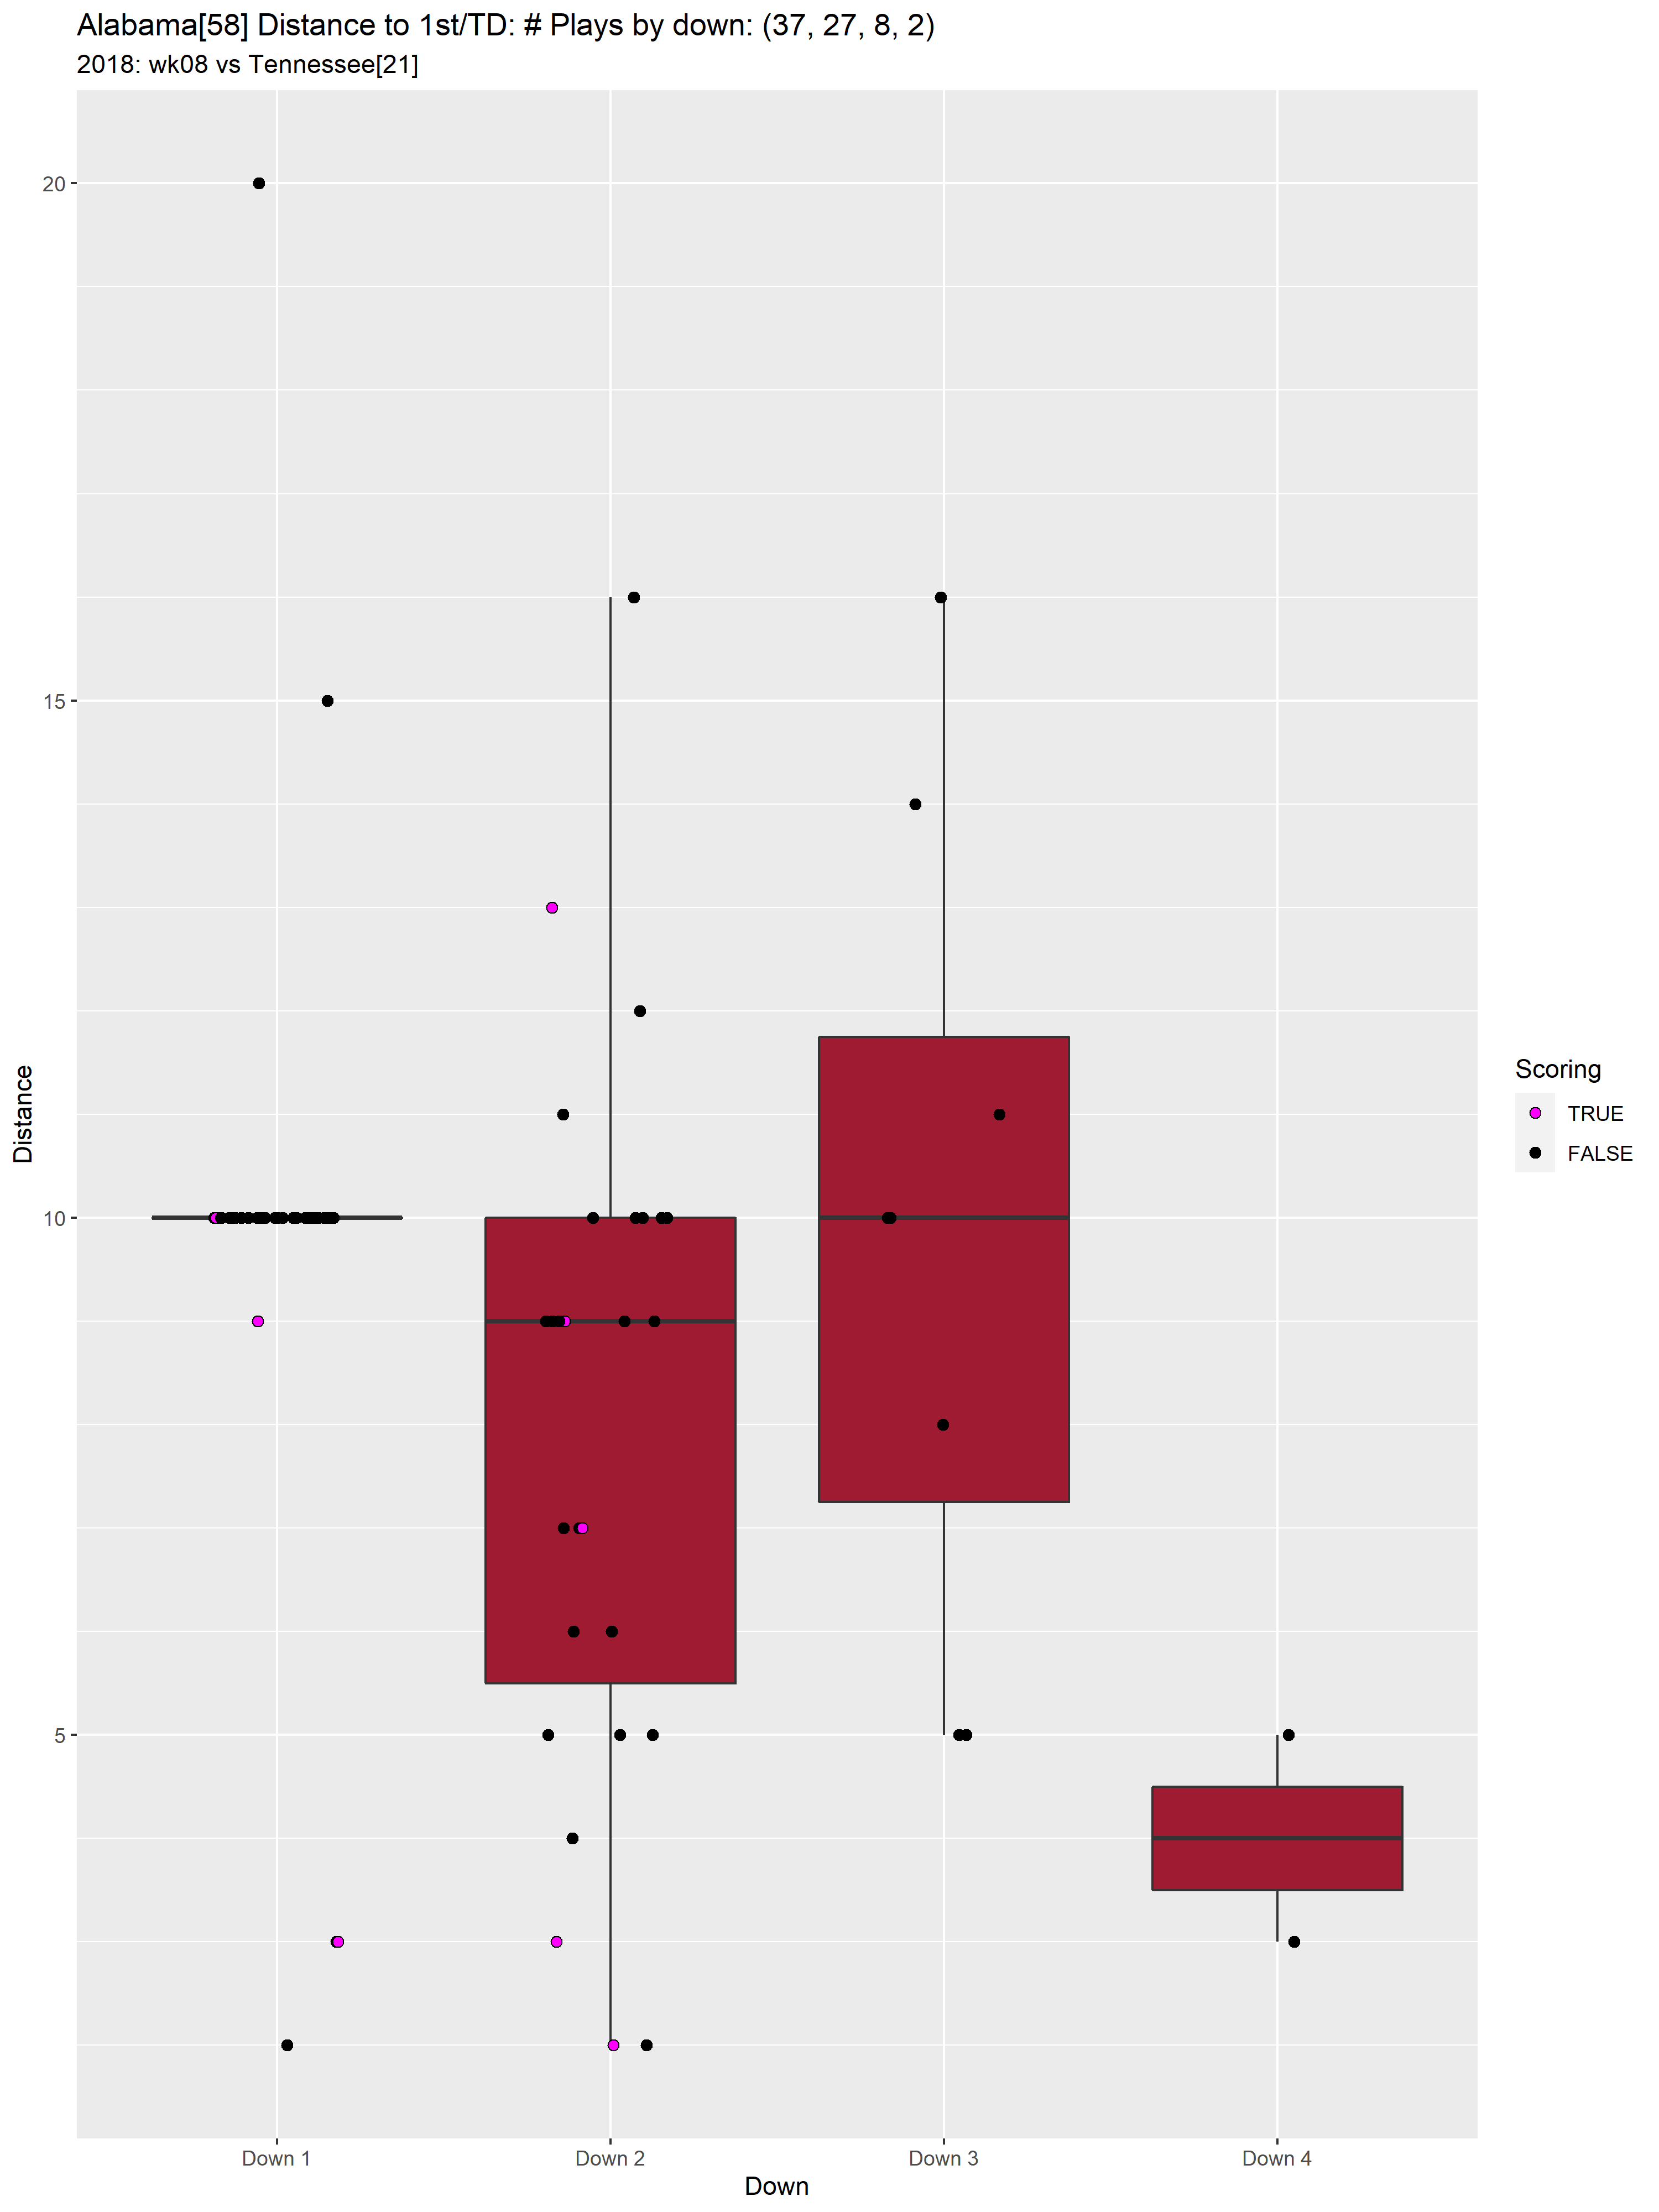 Alabama[58] Distance to 1st/TD: # Plays by down: (37, 27, 8, 2)
2018: wk08 vs Tennessee[21]
20
15
10
5
Distance
Down 1
Down 2
Down 3
Down 4
Down
Scoring
TRUE
FALSE